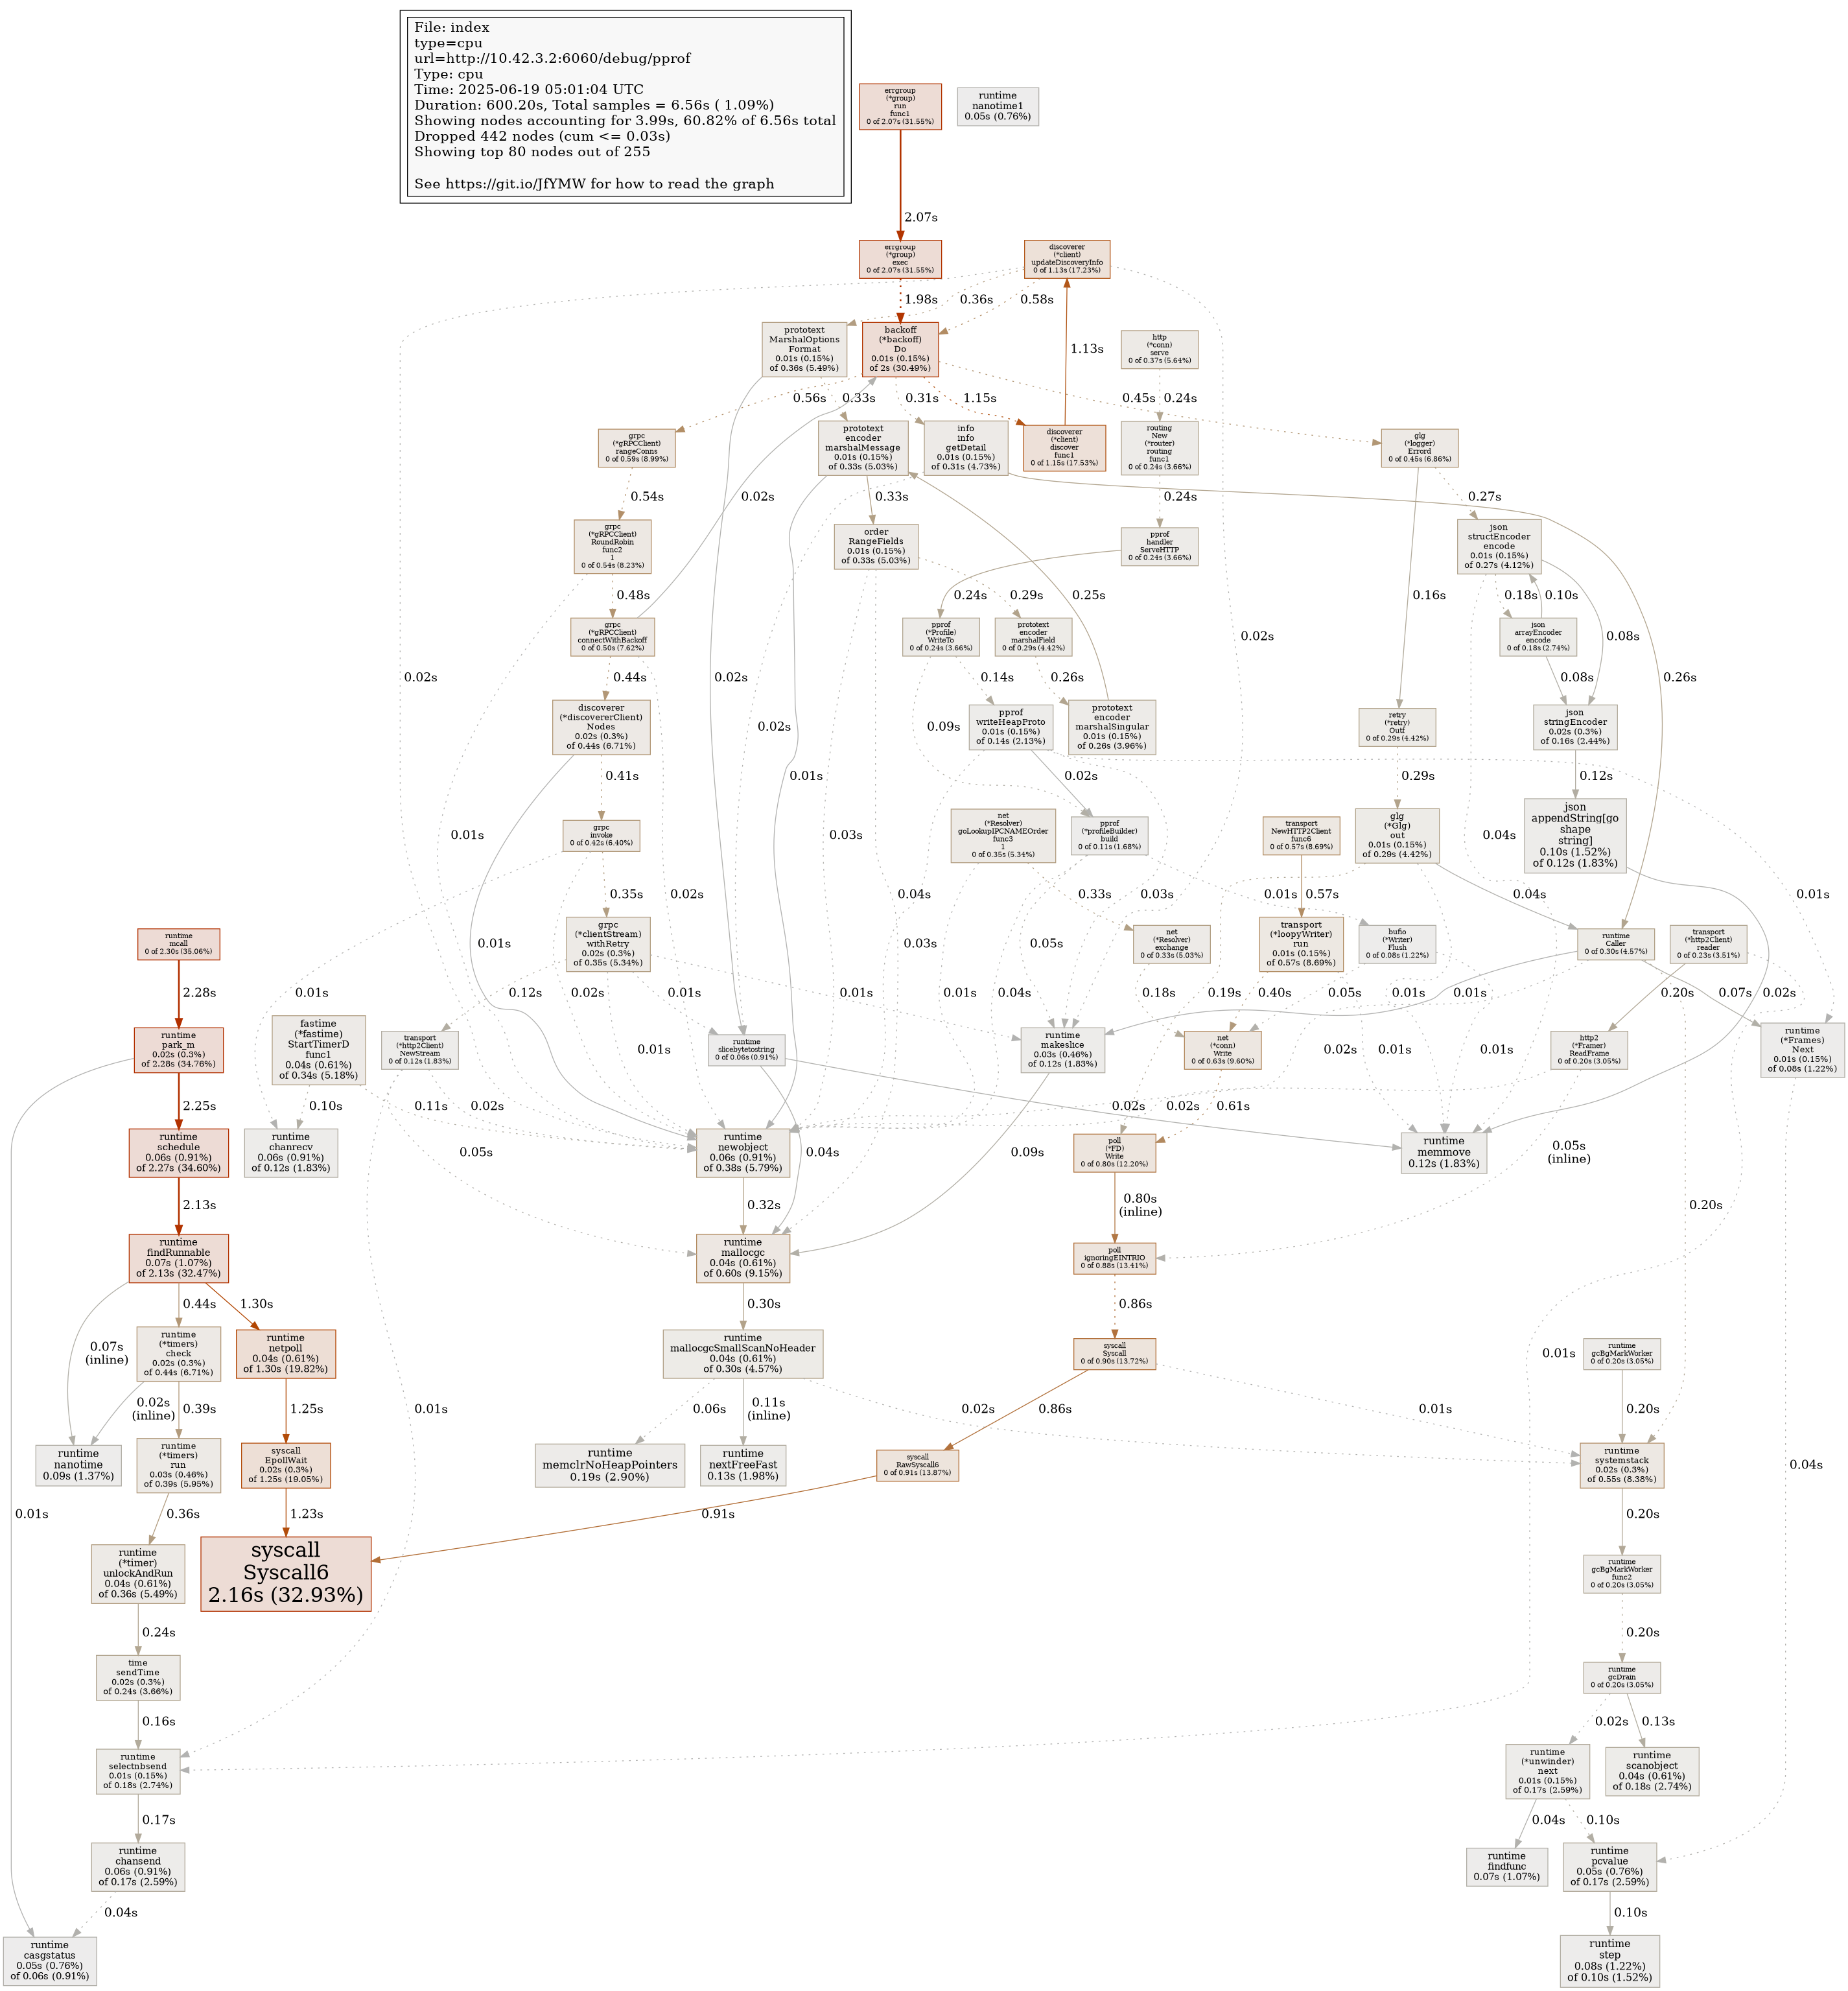 File: index
type=cpu
url=http://10.42.3.2:6060/debug/pprof
Type: cpu
Time: 2025-06-19 05:01:04 UTC
Duration: 600.20s, Total samples = 6.56s ( 1.09%)
Showing nodes accounting for 3.99s, 60.82% of 6.56s total
Dropped 442 nodes (cum <= 0.03s)
Showing top 80 nodes out of 255
See https://git.io/JfYMW for how to read the graph
errgroup
(*group)
run
func1
0 of 2.07s (31.55%)
runtime
nanotime1
0.05s (0.76%)
2.07s
errgroup
(*group)
exec
0 of 2.07s (31.55%)
discoverer
(*client)
updateDiscoveryInfo
0 of 1.13s (17.23%)
1.98s
0.36s
0.58s
prototext
MarshalOptions
Format
0.01s (0.15%)
of 0.36s (5.49%)
backoff
(*backoff)
Do
0.01s (0.15%)
of 2s (30.49%)
1.13s
http
(*conn)
serve
0 of 0.37s (5.64%)
0.56s
0.33s
0.31s
1.15s
0.45s
0.24s
grpc
(*gRPCClient)
rangeConns
0 of 0.59s (8.99%)
prototext
encoder
marshalMessage
0.01s (0.15%)
of 0.33s (5.03%)
info
info
getDetail
0.01s (0.15%)
of 0.31s (4.73%)
discoverer
(*client)
discover
func1
0 of 1.15s (17.53%)
routing
New
(*router)
routing
func1
0 of 0.24s (3.66%)
glg
(*logger)
Errord
0 of 0.45s (6.86%)
0.54s
0.02s
0.33s
0.24s
0.27s
grpc
(*gRPCClient)
RoundRobin
func2
1
0 of 0.54s (8.23%)
order
RangeFields
0.01s (0.15%)
of 0.33s (5.03%)
pprof
handler
ServeHTTP
0 of 0.24s (3.66%)
json
structEncoder
encode
0.01s (0.15%)
of 0.27s (4.12%)
0.48s
0.24s
0.29s
0.25s
0.16s
0.18s
0.10s
0.08s
grpc
(*gRPCClient)
connectWithBackoff
0 of 0.50s (7.62%)
pprof
(*Profile)
WriteTo
0 of 0.24s (3.66%)
prototext
encoder
marshalField
0 of 0.29s (4.42%)
0.02s
json
arrayEncoder
encode
0 of 0.18s (2.74%)
0.02s
0.44s
0.02s
0.14s
0.26s
0.08s
0.26s
discoverer
(*discovererClient)
Nodes
0.02s (0.3%)
of 0.44s (6.71%)
0.02s
0.09s
pprof
writeHeapProto
0.01s (0.15%)
of 0.14s (2.13%)
prototext
encoder
marshalSingular
0.01s (0.15%)
of 0.26s (3.96%)
retry
(*retry)
Outf
0 of 0.29s (4.42%)
json
stringEncoder
0.02s (0.3%)
of 0.16s (2.44%)
0.41s
0.01s
0.02s
0.29s
0.12s
0.01s
grpc
invoke
0 of 0.42s (6.40%)
0.03s
net
(*Resolver)
goLookupIPCNAMEOrder
func3
1
0 of 0.35s (5.34%)
pprof
(*profileBuilder)
build
0 of 0.11s (1.68%)
transport
NewHTTP2Client
func6
0 of 0.57s (8.69%)
glg
(*Glg)
out
0.01s (0.15%)
of 0.29s (4.42%)
0.04s
json
appendString[go
shape
string]
0.10s (1.52%)
of 0.12s (1.83%)
0.35s
0.02s
0.04s
0.33s
0.03s
0.01s
0.57s
0.04s
0.01s
runtime
mcall
0 of 2.30s (35.06%)
0.01s
grpc
(*clientStream)
withRetry
0.02s (0.3%)
of 0.35s (5.34%)
0.03s
0.05s
net
(*Resolver)
exchange
0 of 0.33s (5.03%)
transport
(*loopyWriter)
run
0.01s (0.15%)
of 0.57s (8.69%)
bufio
(*Writer)
Flush
0 of 0.08s (1.22%)
runtime
Caller
0 of 0.30s (4.57%)
transport
(*http2Client)
reader
0 of 0.23s (3.51%)
2.28s
0.01s
0.12s
0.02s
0.01s
0.01s
0.01s
0.04s
0.18s
0.19s
0.40s
0.05s
0.01s
0.01s
0.20s
0.07s
0.02s
runtime
park_m
0.02s (0.3%)
of 2.28s (34.76%)
fastime
(*fastime)
StartTimerD
func1
0.04s (0.61%)
of 0.34s (5.18%)
transport
(*http2Client)
NewStream
0 of 0.12s (1.83%)
0.01s
runtime
slicebytetostring
0 of 0.06s (0.91%)
runtime
makeslice
0.03s (0.46%)
of 0.12s (1.83%)
net
(*conn)
Write
0 of 0.63s (9.60%)
0.02s
0.01s
0.01s
http2
(*Framer)
ReadFrame
0 of 0.20s (3.05%)
runtime
(*Frames)
Next
0.01s (0.15%)
of 0.08s (1.22%)
2.25s
0.10s
0.11s
0.02s
0.02s
0.02s
0.61s
runtime
schedule
0.06s (0.91%)
of 2.27s (34.60%)
runtime
chanrecv
0.06s (0.91%)
of 0.12s (1.83%)
0.05s
runtime
newobject
0.06s (0.91%)
of 0.38s (5.79%)
0.04s
0.09s
poll
(*FD)
Write
0 of 0.80s (12.20%)
runtime
memmove
0.12s (1.83%)
0.05s
(inline)
2.13s
0.32s
0.80s
(inline)
0.20s
runtime
findRunnable
0.07s (1.07%)
of 2.13s (32.47%)
runtime
mallocgc
0.04s (0.61%)
of 0.60s (9.15%)
poll
ignoringEINTRIO
0 of 0.88s (13.41%)
0.44s
1.30s
0.30s
0.86s
0.07s
(inline)
runtime
(*timers)
check
0.02s (0.3%)
of 0.44s (6.71%)
runtime
netpoll
0.04s (0.61%)
of 1.30s (19.82%)
runtime
mallocgcSmallScanNoHeader
0.04s (0.61%)
of 0.30s (4.57%)
syscall
Syscall
0 of 0.90s (13.72%)
0.01s
runtime
gcBgMarkWorker
0 of 0.20s (3.05%)
0.02s
(inline)
0.39s
1.25s
0.01s
0.06s
0.11s
(inline)
0.02s
0.86s
0.01s
0.20s
runtime
nanotime
0.09s (1.37%)
runtime
(*timers)
run
0.03s (0.46%)
of 0.39s (5.95%)
syscall
EpollWait
0.02s (0.3%)
of 1.25s (19.05%)
runtime
memclrNoHeapPointers
0.19s (2.90%)
runtime
nextFreeFast
0.13s (1.98%)
syscall
RawSyscall6
0 of 0.91s (13.87%)
runtime
systemstack
0.02s (0.3%)
of 0.55s (8.38%)
0.04s
0.01s
0.36s
1.23s
0.91s
0.20s
runtime
(*timer)
unlockAndRun
0.04s (0.61%)
of 0.36s (5.49%)
syscall
Syscall6
2.16s (32.93%)
runtime
gcBgMarkWorker
func2
0 of 0.20s (3.05%)
0.24s
0.20s
time
sendTime
0.02s (0.3%)
of 0.24s (3.66%)
runtime
gcDrain
0 of 0.20s (3.05%)
0.16s
0.02s
0.13s
runtime
selectnbsend
0.01s (0.15%)
of 0.18s (2.74%)
runtime
(*unwinder)
next
0.01s (0.15%)
of 0.17s (2.59%)
runtime
scanobject
0.04s (0.61%)
of 0.18s (2.74%)
0.17s
0.04s
0.10s
runtime
chansend
0.06s (0.91%)
of 0.17s (2.59%)
runtime
findfunc
0.07s (1.07%)
runtime
pcvalue
0.05s (0.76%)
of 0.17s (2.59%)
0.04s
0.10s
runtime
casgstatus
0.05s (0.76%)
of 0.06s (0.91%)
runtime
step
0.08s (1.22%)
of 0.10s (1.52%)